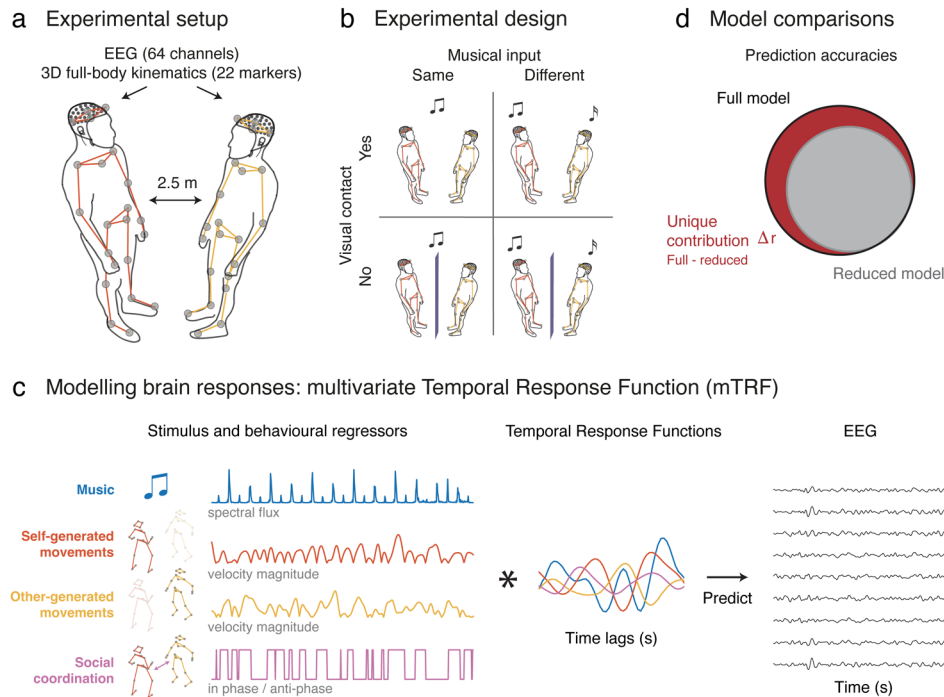 a Experimental setup
EEG (64 channels)
3D full-body kinematics (22 markers)
2.5 m
b Experimental design
Musical input
Same Different
Visual contact
Yes
No
d Model comparisons
Prediction accuracies
Full model
Unique
contribution Δr
Full - reduced
Reduced model
c Modelling brain responses: multivariate Temporal Response Function (mTRF)
Stimulus and behavioural regressors
Temporal Response Functions
EEG
Music
spectral flux
Self-generated
movements
velocity magnitude
Other-generated
movements
velocity magnitude
Social
coordination
in phase / anti-phase
*
Time lags (s)
Predict
Time (s)